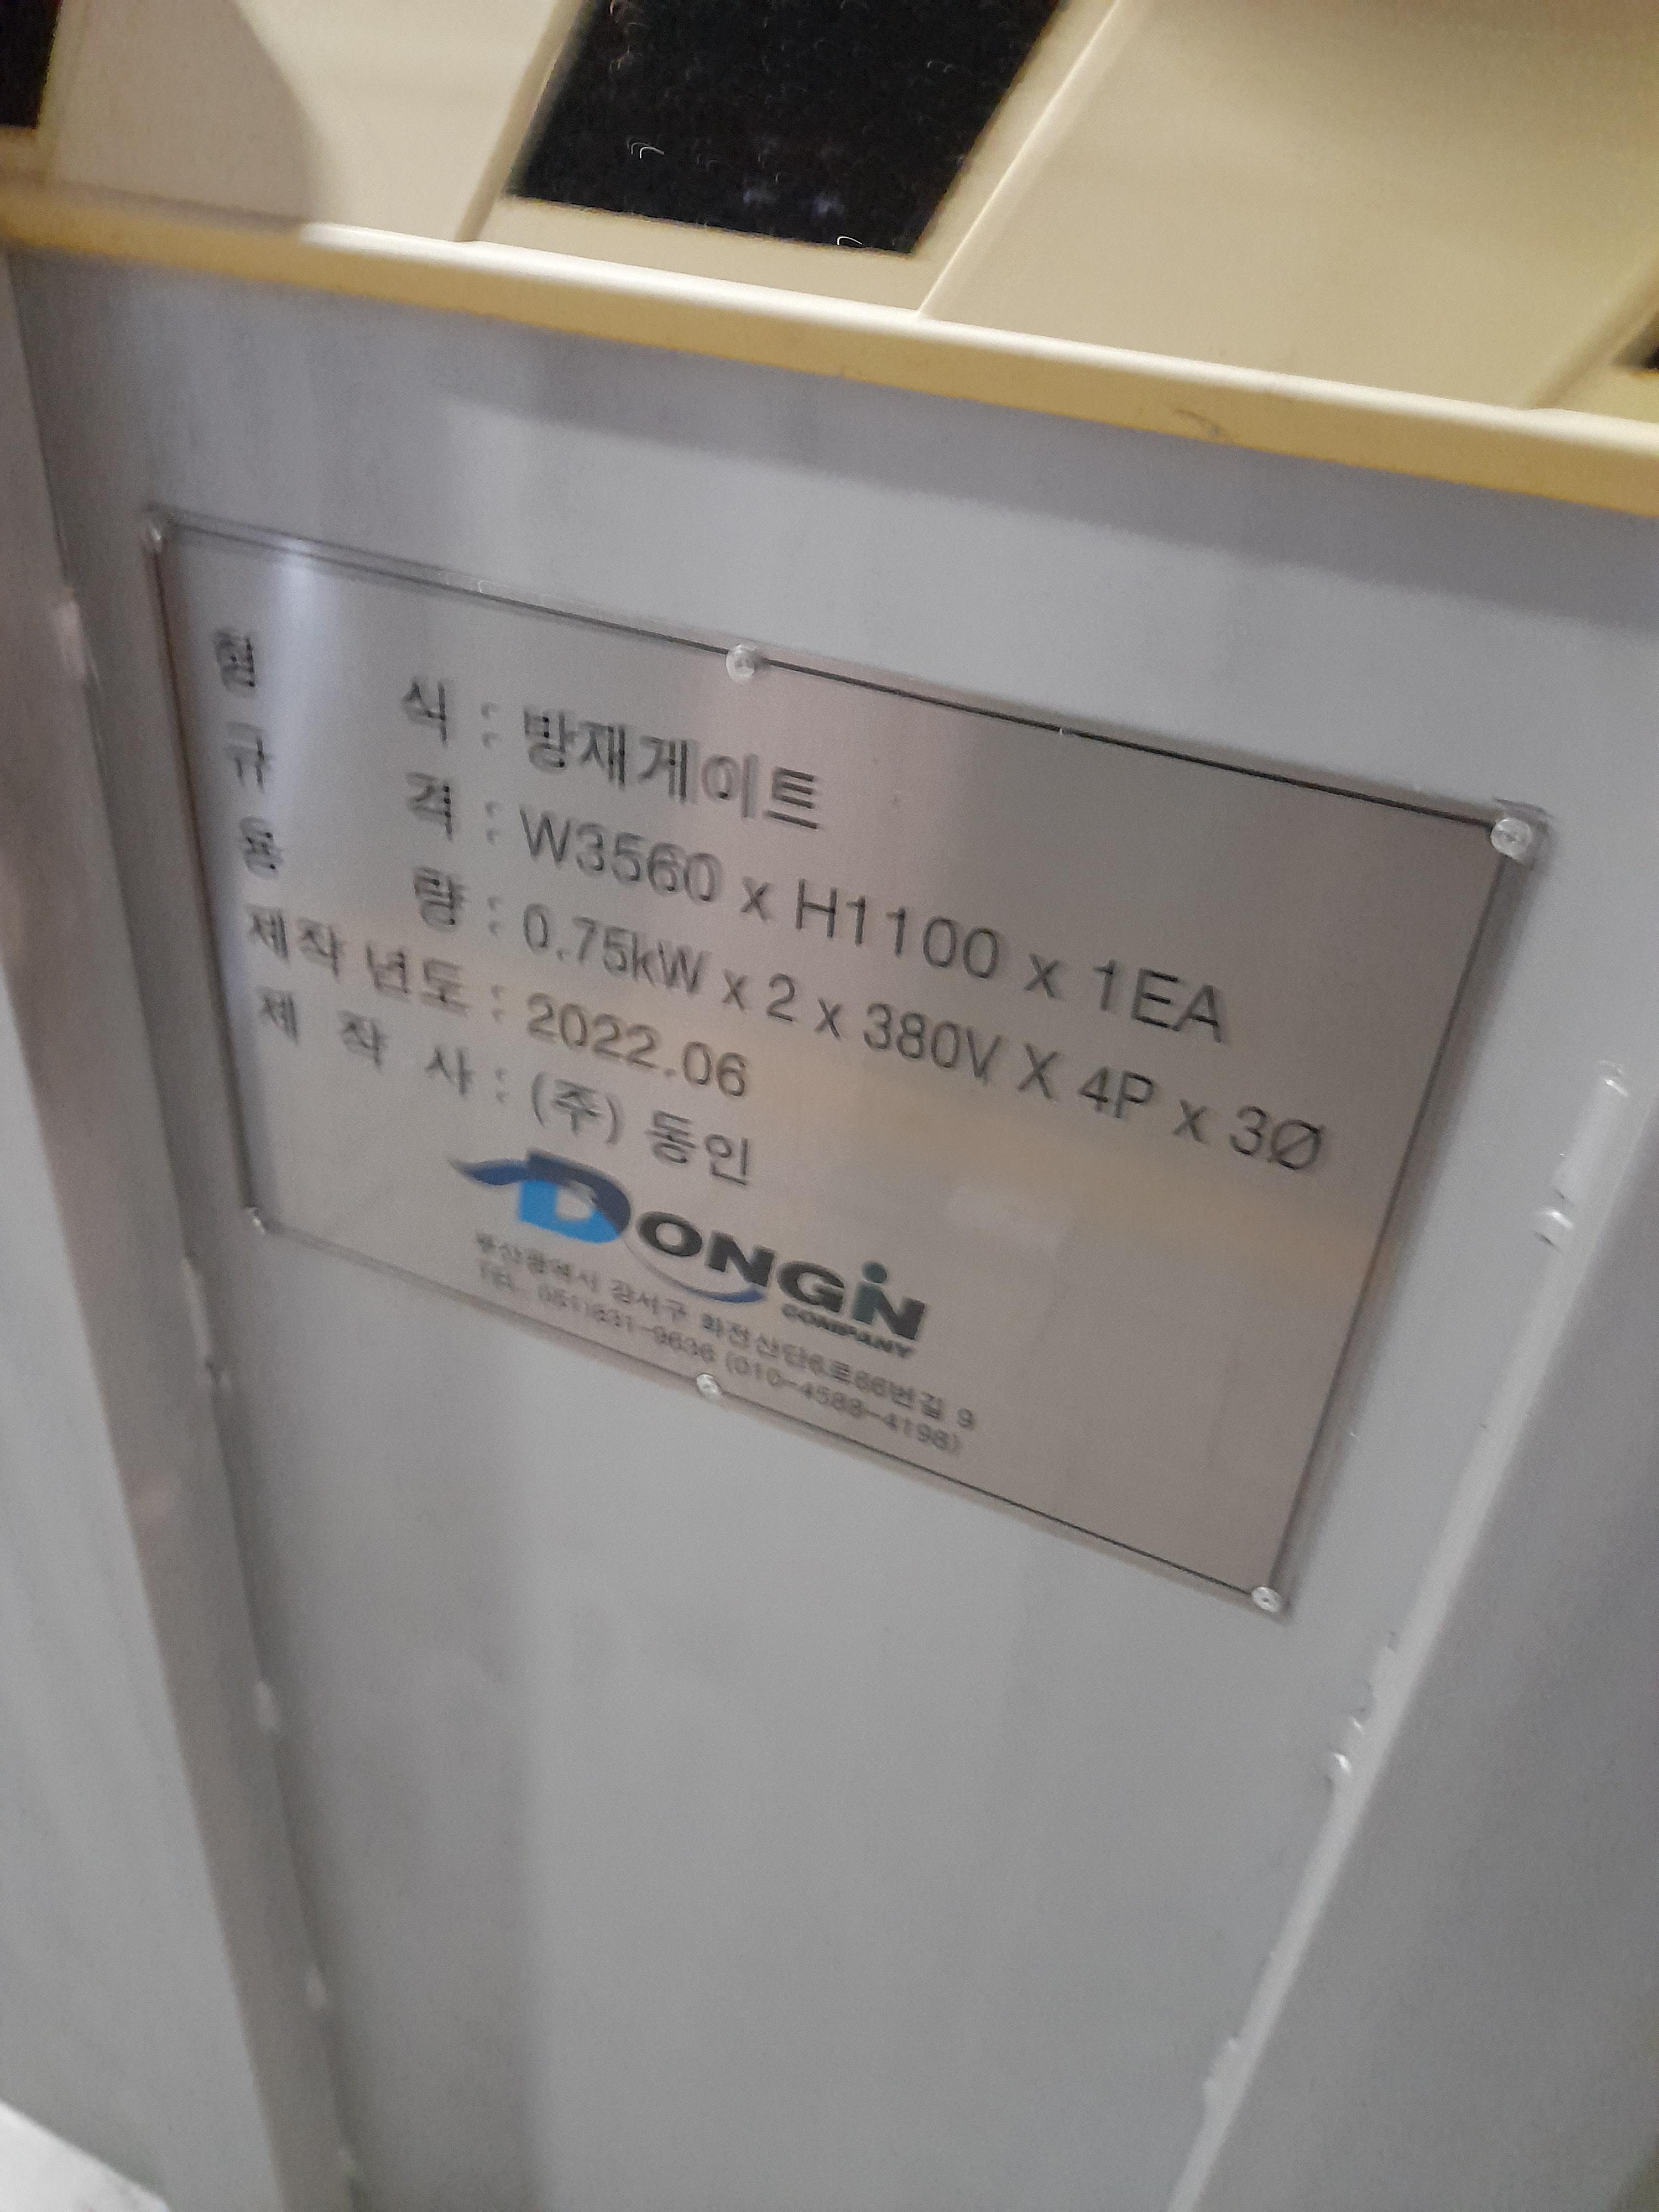 형 식 : 방재게이트
규 격 : W3560 x H1100 x 1EA
용 량 : 0.75kW x 2 x 380V X 4P x 3Ø
제작년도 : 2022.06
제 작 사 : (주) 동인
DONGIN
COMPANY
부산광역시 강서구 화전산단6로66번길 9
TEL. 051)831-9636 (010-4588-4198)